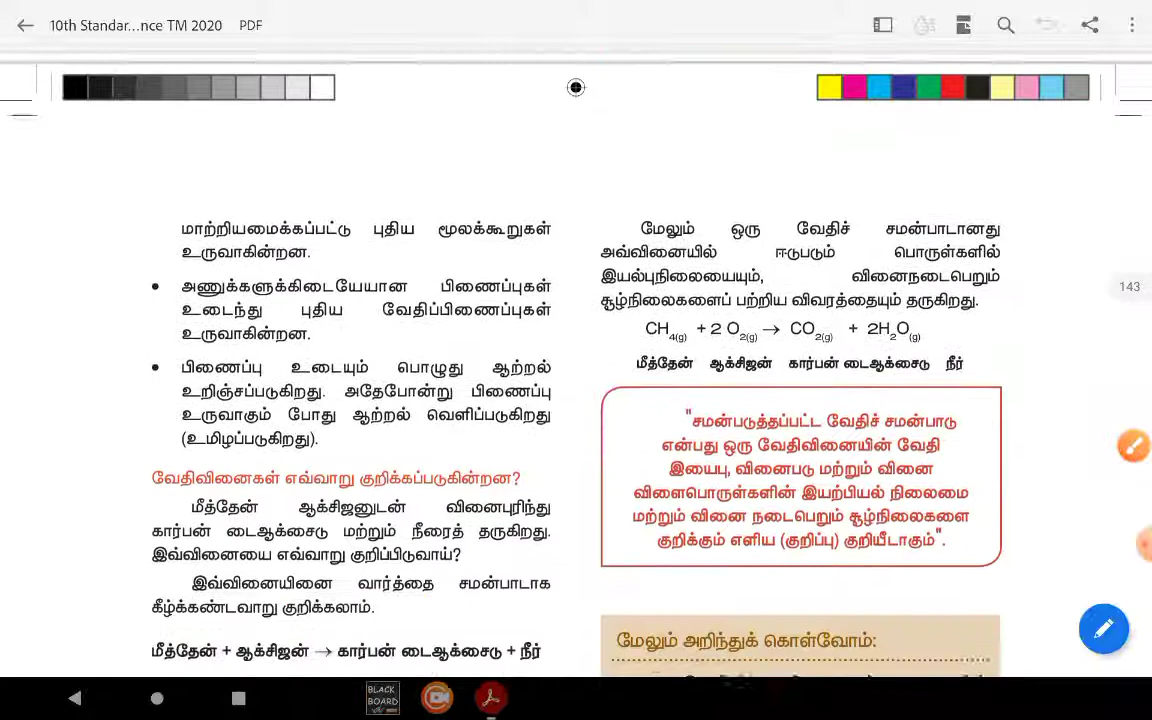 10th Standar...nce TM 2020 PDF
மாற்றியமைக்கப்பட்டு புதிய மூலக்கூறுகள்
உருவாகின்றன.
• அணுக்களுக்கிடையேயான பிணைப்புகள்
உடைந்து புதிய வேதிப்பிணைப்புகள்
உருவாகின்றன.
• பிணைப்பு உடையும் பொழுது ஆற்றல்
உறிஞ்சப்படுகிறது. அதேபோன்று பிணைப்பு
உருவாகும் போது ஆற்றல் வெளிப்படுகிறது
(உமிழப்படுகிறது).
வேதிவினைகள் எவ்வாறு குறிக்கப்படுகின்றன?
மீத்தேன் ஆக்சிஜனுடன் வினைபுரிந்து
கார்பன் டைஆக்சைடு மற்றும் நீரைத் தருகிறது.
இவ்வினையை எவ்வாறு குறிப்பிடுவாய்?
இவ்வினையினை வார்த்தை சமன்பாடாக
கீழ்க்கண்டவாறு குறிக்கலாம்.
மீத்தேன் + ஆக்சிஜன் → கார்பன் டைஆக்சைடு + நீர்
மேலும் ஒரு வேதிச் சமன்பாடானது
அவ்வினையில் ஈடுபடும் பொருள்களில்
இயல்புநிலையையும், வினைநடைபெறும்
சூழ்நிலைகளைப் பற்றிய விவரத்தையும் தருகிறது.
CH4(g) + 2 O2(g) → CO2(g) + 2H2O(g)
மீத்தேன் ஆக்சிஜன் கார்பன் டைஆக்சைடு நீர்
"சமன்படுத்தப்பட்ட வேதிச் சமன்பாடு
என்பது ஒரு வேதிவினையின் வேதி
இயைபு, வினைபடு மற்றும் வினை
விளைபொருள்களின் இயற்பியல் நிலைமை
மற்றும் வினை நடைபெறும் சூழ்நிலைகளை
குறிக்கும் எளிய (குறிப்பு) குறியீடாகும்".
மேலும் அறிந்துக் கொள்வோம்:
143
BLACK
BOARD